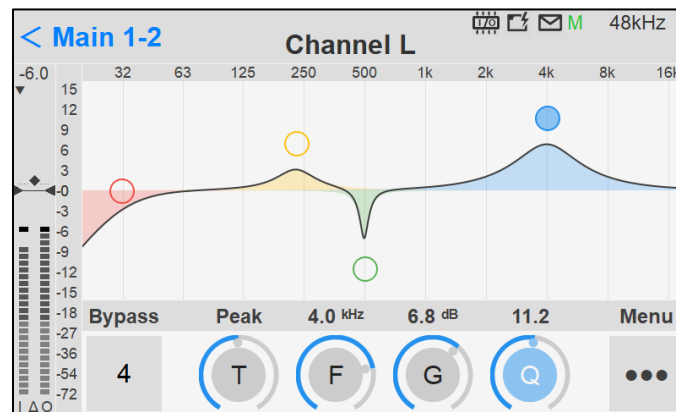 I/O M 48kHz
< Main 1-2
Channel L
-6.0 32 63 125 250 500 1k 2k 4k 8k 16k
15
12
9
6
3
-0
-3
-6
-9
-12
-15
-18
-27
-36
-54
-72
I Δ O
Bypass Peak 4.0 kHz 6.8 dB 11.2 Menu
4 T F G Q •••